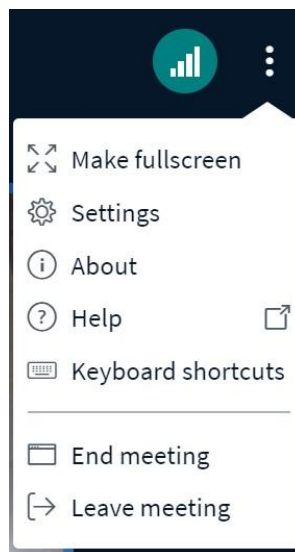 Make fullscreen
Settings
About
Help
Keyboard shortcuts
End meeting
Leave meeting